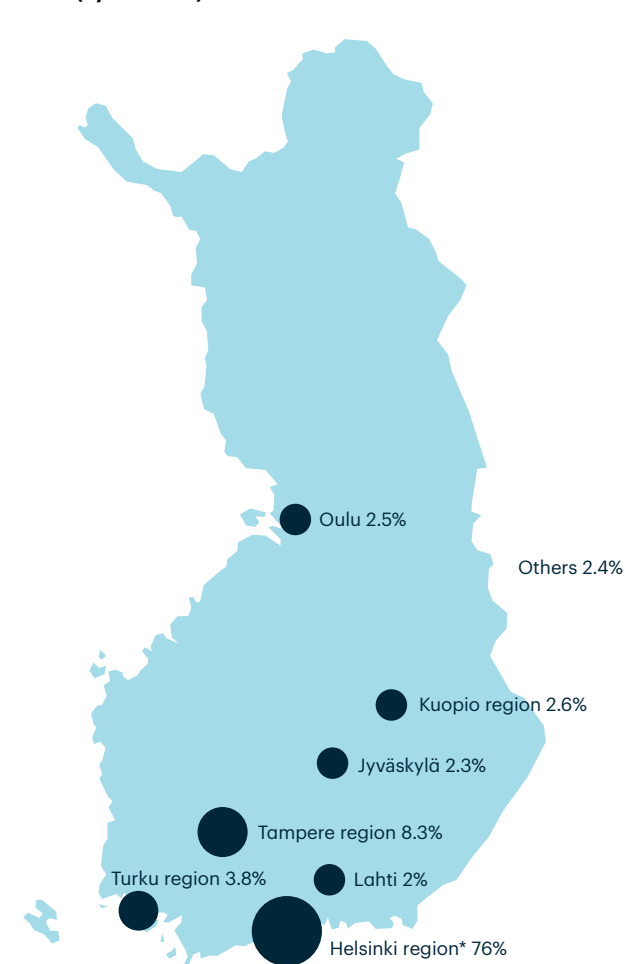 Oulu 2.5%
Others 2.4%
Kuopio region 2.6%
Jyväskylä 2.3%
Tampere region 8.3%
Turku region 3.8%
Lahti 2%
Helsinki region* 76%